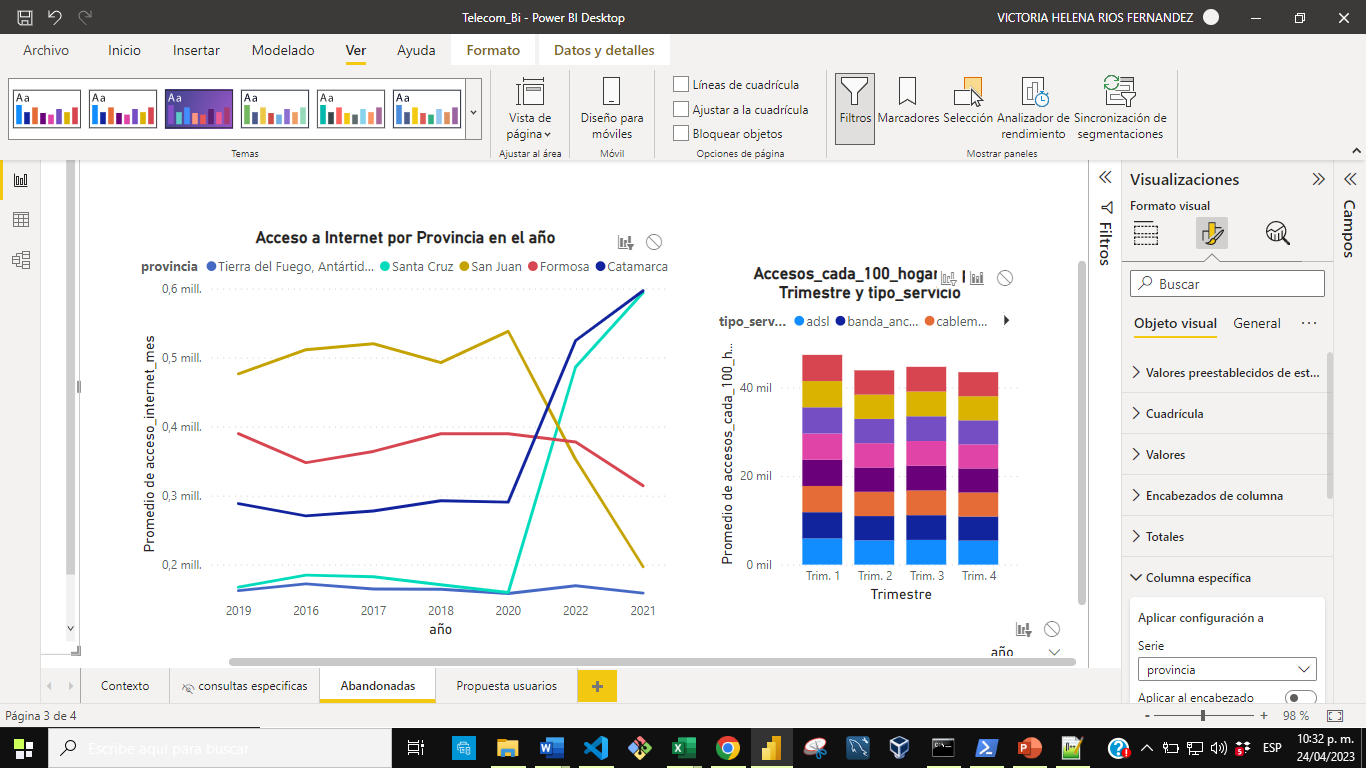 Telecom_Bi - Power BI Desktop
VICTORIA HELENA RIOS FERNANDEZ
Archivo Inicio Insertar Modelado Ver Ayuda Formato Datos y detalles
Aa Aa Aa Aa Aa Aa
Temas
Vista de página
Ajustar al área
Diseño para móviles
Móvil
Líneas de cuadrícula
Ajustar a la cuadrícula
Bloquear objetos
Opciones de página
Filtros
Marcadores
Selección
Analizador de rendimiento
Sincronización de segmentaciones
Mostrar paneles
Acceso a Internet por Provincia en el año
provincia Tierra del Fuego, Antártid... Santa Cruz San Juan Formosa Catamarca
Promedio de acceso_internet_mes
0,6 mill.
0,5 mill.
0,4 mill.
0,3 mill.
0,2 mill.
2019 2016 2017 2018 2020 2022 2021
año
Accesos_cada_100_hogar
Trimestre y tipo_servicio
tipo_serv... adsl banda_anc... cablem...
Promedio de accesos_cada_100_h...
40 mil
20 mil
0 mil
Trim. 1 Trim. 2 Trim. 3 Trim. 4
Trimestre
año
Filtros
Visualizaciones
Formato visual
Buscar
Objeto visual General ...
Valores preestablecidos de est...
Cuadrícula
Valores
Encabezados de columna
Totales
Columna específica
Aplicar configuración a
Serie
provincia
Aplicar al encabezado
Campos
Contexto consultas especificas Abandonadas Propuesta usuarios +
Página 3 de 4
- + 98 %
Escribe aquí para buscar
ESP
10:32 p. m.
24/04/2023